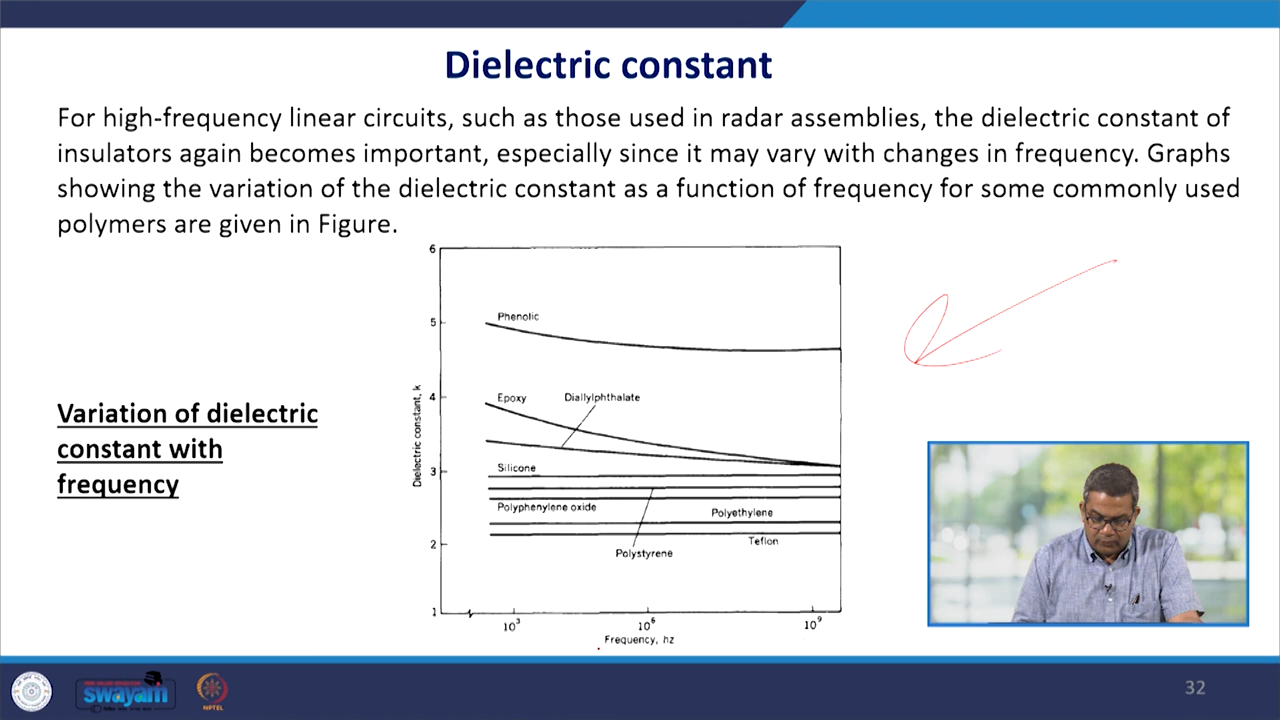 Dielectric constant
For high-frequency linear circuits, such as those used in radar assemblies, the dielectric constant of
insulators again becomes important, especially since it may vary with changes in frequency. Graphs
showing the variation of the dielectric constant as a function of frequency for some commonly used
polymers are given in Figure.
Variation of dielectric
constant with
frequency
6
5
4
3
2
1
Dielectric constant, k
Phenolic
Epoxy
Diallylphthalate
Silicone
Polyphenylene oxide
Polyethylene
Polystyrene
Teflon
10³
10⁶
10⁹
Frequency, hz
swayam
NPTEL
32